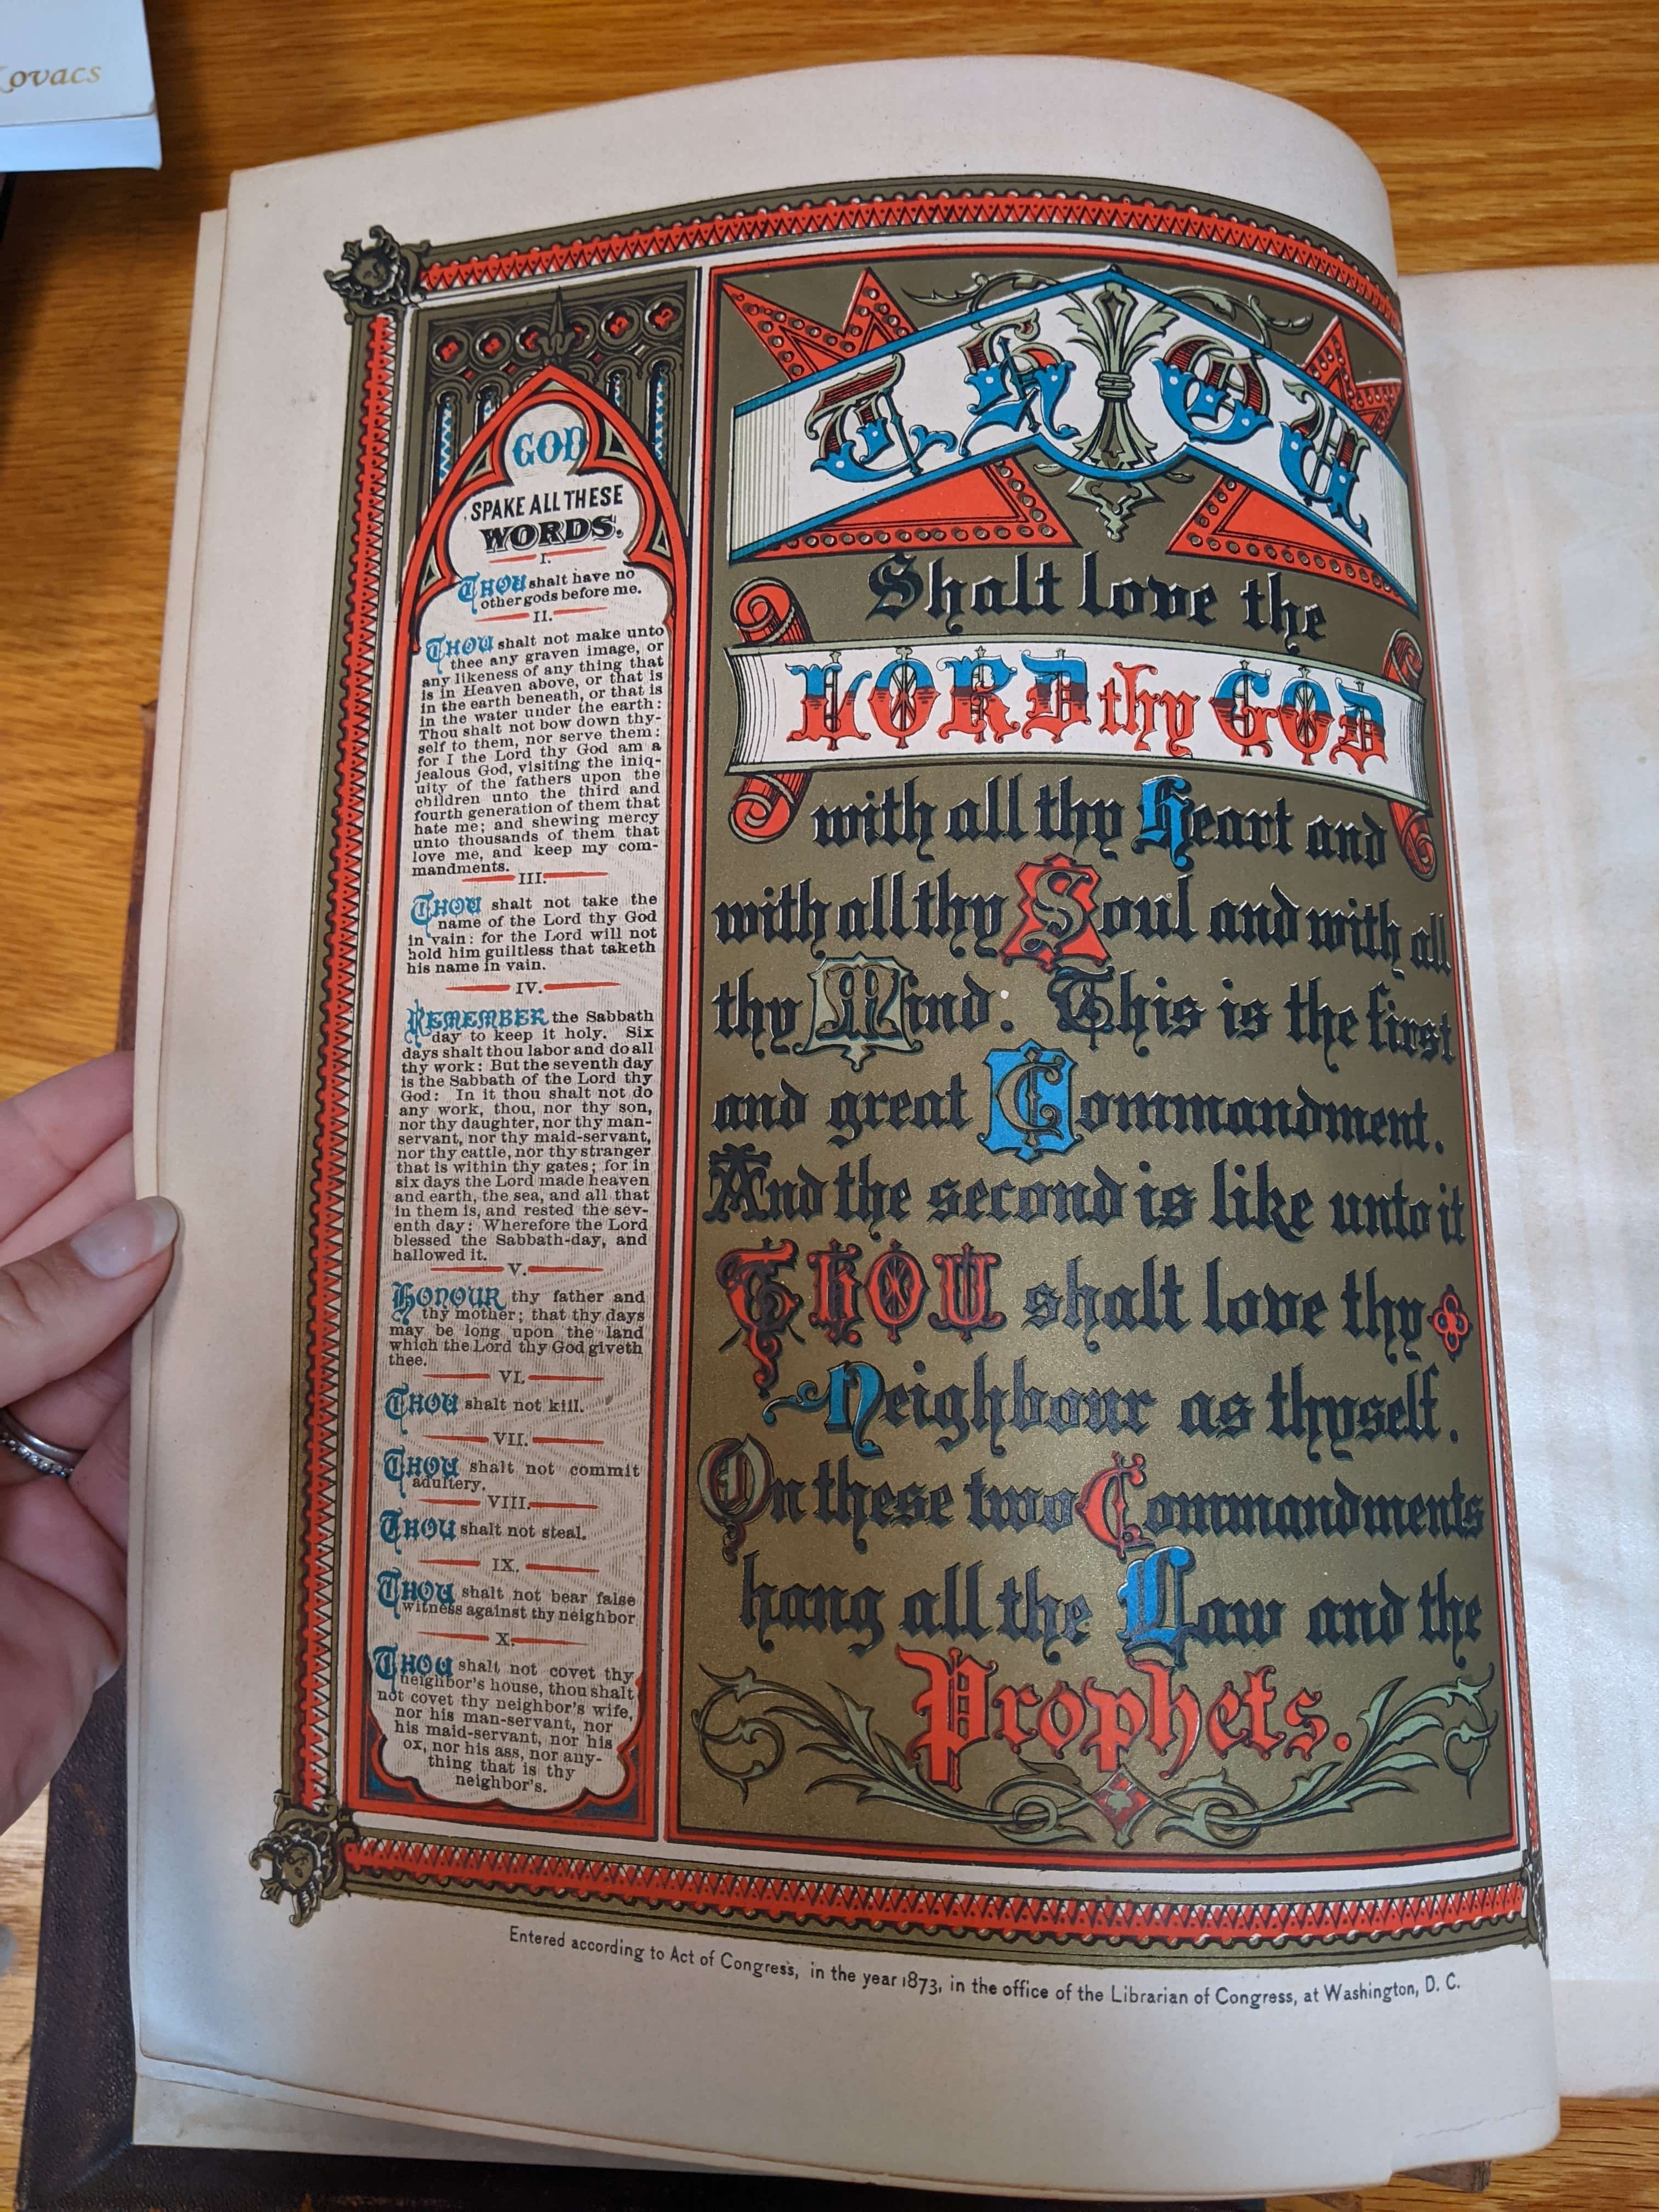 Kovacs
GOD
SPAKE ALL THESE
WORDS.
I.
THOU shalt have no
other gods before me.
II.
THOU shalt not make unto
thee any graven image, or
any likeness of any thing that
is in Heaven above, or that is
in the earth beneath, or that is
in the water under the earth:
Thou shalt not bow down thy-
self to them, nor serve them:
for I the Lord thy God am a
jealous God, visiting the iniq-
uity of the fathers upon the
children unto the third and
fourth generation of them that
hate me; and shewing mercy
unto thousands of them that
love me, and keep my com-
mandments.
III.
THOU shalt not take the
name of the Lord thy God
in vain: for the Lord will not
hold him guiltless that taketh
his name in vain.
IV.
REMEMBER the Sabbath
day to keep it holy. Six
days shalt thou labor and do all
thy work: But the seventh day
is the Sabbath of the Lord thy
God: In it thou shalt not do
any work, thou, nor thy son,
nor thy daughter, nor thy man-
servant, nor thy maid-servant,
nor thy cattle, nor thy stranger
that is within thy gates; for in
six days the Lord made heaven
and earth, the sea, and all that
in them is, and rested the sev-
enth day: Wherefore the Lord
blessed the Sabbath-day, and
hallowed it.
V.
HONOUR thy father and
thy mother; that thy days
may be long upon the land
which the Lord thy God giveth
thee.
VI.
THOU shalt not kill.
VII.
THOU shalt not commit
adultery.
VIII.
THOU shalt not steal.
IX.
THOU shalt not bear false
witness against thy neighbor
X.
THOU shalt not covet thy
neighbor's house, thou shalt
not covet thy neighbor's wife,
nor his man-servant, nor
his maid-servant, nor his
ox, nor his ass, nor any-
thing that is thy
neighbor's.
THOU
Shalt love the
LORD thy GOD
with all thy Heart and
with all thy Soul and with all
thy Mind. This is the first
and great Commandment.
And the second is like unto it
THOU shalt love thy
Neighbour as thyself.
On these two Commandments
hang all the Law and the
Prophets.
Entered according to Act of Congress, in the year 1873, in the office of the Librarian of Congress, at Washington, D. C.